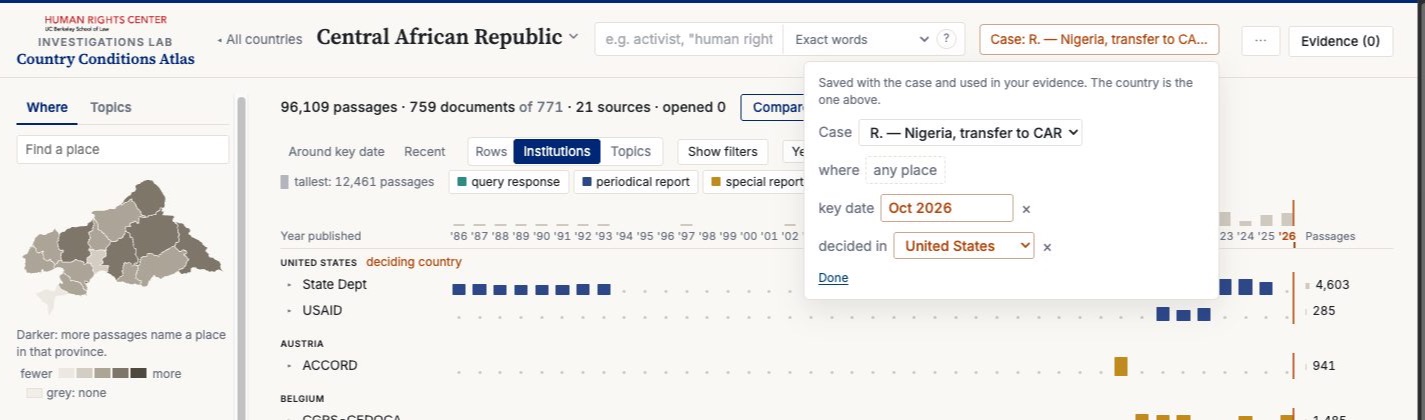 HUMAN RIGHTS CENTER
UC Berkeley School of Law
INVESTIGATIONS LAB
Country Conditions Atlas
◂ All countries
Central African Republic
e.g. activist, "human right
Exact words
?
Case: R. — Nigeria, transfer to CA...
···
Evidence (0)
Saved with the case and used in your evidence. The country is the
one above.
Case R. — Nigeria, transfer to CAR
where any place
key date Oct 2026 ×
decided in United States ×
Done
Where Topics
Find a place
Darker: more passages name a place
in that province.
fewer more
grey: none
96,109 passages · 759 documents of 771 · 21 sources · opened 0
Compar
Around key date Recent Rows Institutions Topics Show filters Ye
tallest: 12,461 passages query response periodical report special report
Year published '86 '87 '88 '89 '90 '91 '92 '93 '94 '95 '96 '97 '98 '99 '00 '01 '02 23 '24 '25 '26 Passages
UNITED STATES deciding country
State Dept 4,603
USAID 285
AUSTRIA
ACCORD 941
BELGIUM